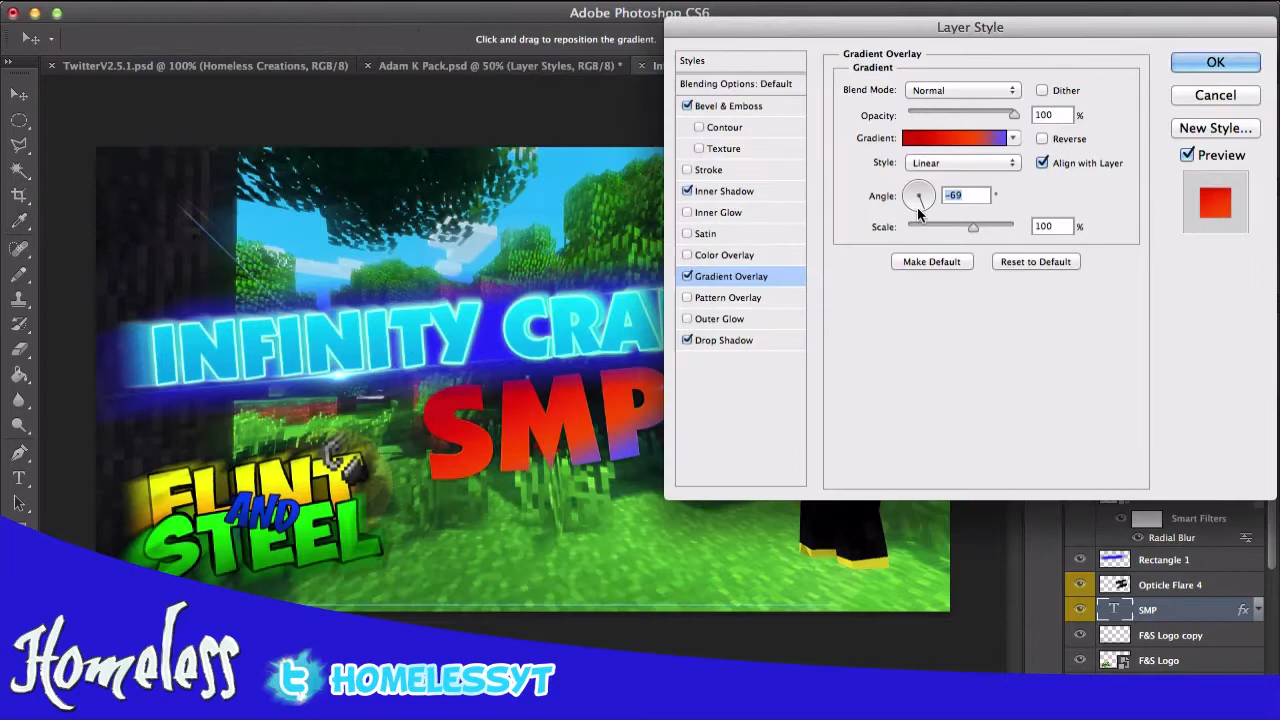 Adobe Photoshop CS6
Click and drag to reposition the gradient.
TwitterV2.5.1.psd @ 100% (Homeless Creations, RGB/8)
Adam K Pack.psd @ 50% (Layer Styles, RGB/8) *
Layer Style
Styles
Blending Options: Default
Bevel & Emboss
Contour
Texture
Stroke
Inner Shadow
Inner Glow
Satin
Color Overlay
Gradient Overlay
Pattern Overlay
Outer Glow
Drop Shadow
Gradient Overlay
Gradient
Blend Mode: Normal Dither
Opacity: 100 %
Gradient: Reverse
Style: Linear Align with Layer
Angle: -69 °
Scale: 100 %
Make Default Reset to Default
OK
Cancel
New Style...
Preview
INFINITY CRA
SMP
FLINT
AND
STEEL
Smart Filters
Radial Blur
Rectangle 1
Opticle Flare 4
T SMP fx
F&S Logo copy
F&S Logo
Homeless
HOMELESSYT